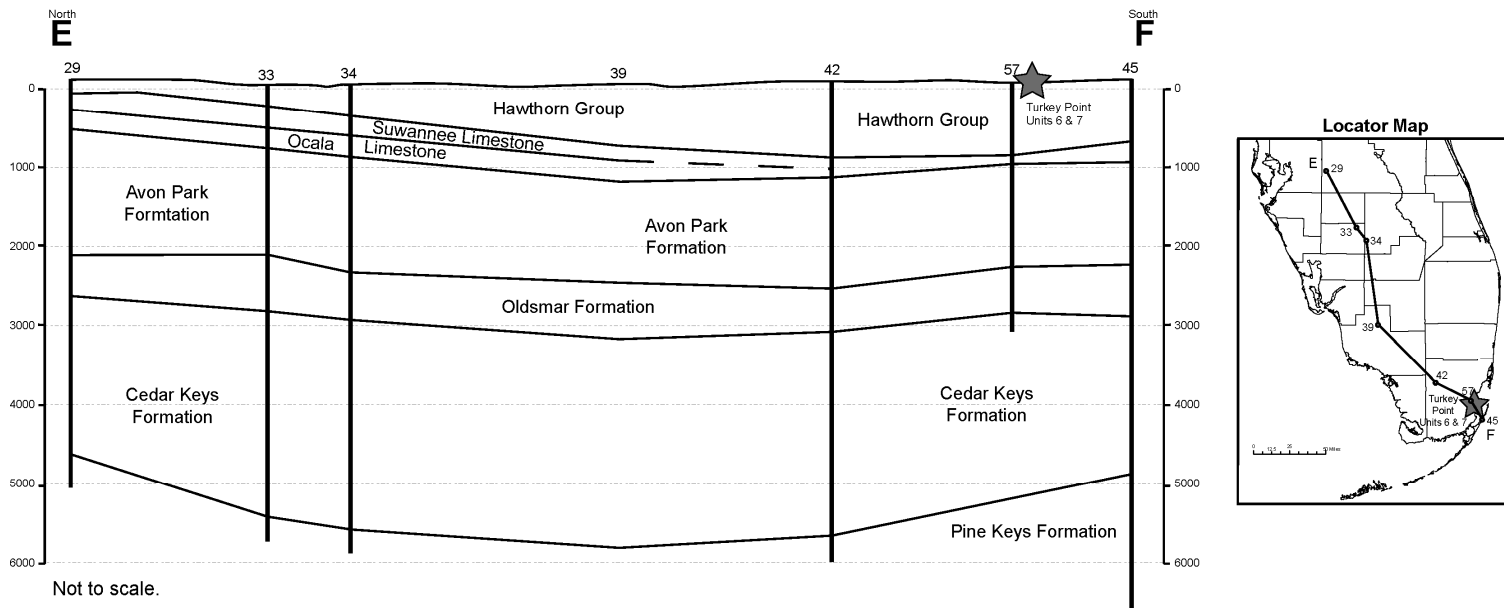 North
E
South
F
29
33
34
39
42
57
45
0
0
Hawthorn Group
Hawthorn Group
Turkey Point
Units 6 & 7
Suwannee Limestone
Ocala Limestone
1000
1000
Avon Park
Formtation
Avon Park
Formation
2000
2000
Oldsmar Formation
3000
3000
Cedar Keys
Formation
Cedar Keys
Formation
4000
4000
5000
5000
Pine Keys Formation
6000
6000
Not to scale.
Locator Map
E
29
33
34
39
42
57
Turkey
Point
Units 6 & 7
45
F
0
25